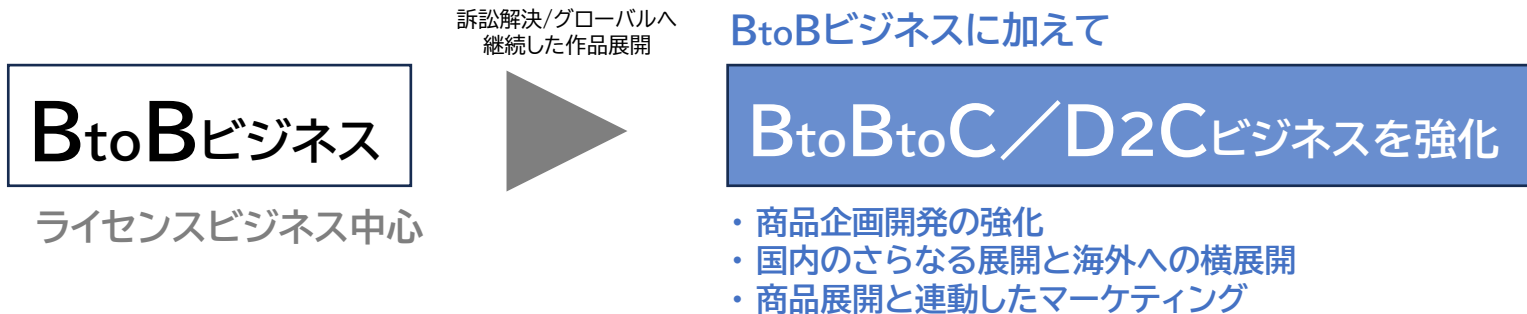 訴訟解決/グローバルへ
継続した作品展開
BtoBビジネス
ライセンスビジネス中心
BtoBビジネスに加えて
BtoBtoC／D2Cビジネスを強化
・商品企画開発の強化
・国内のさらなる展開と海外への横展開
・商品展開と連動したマーケティング